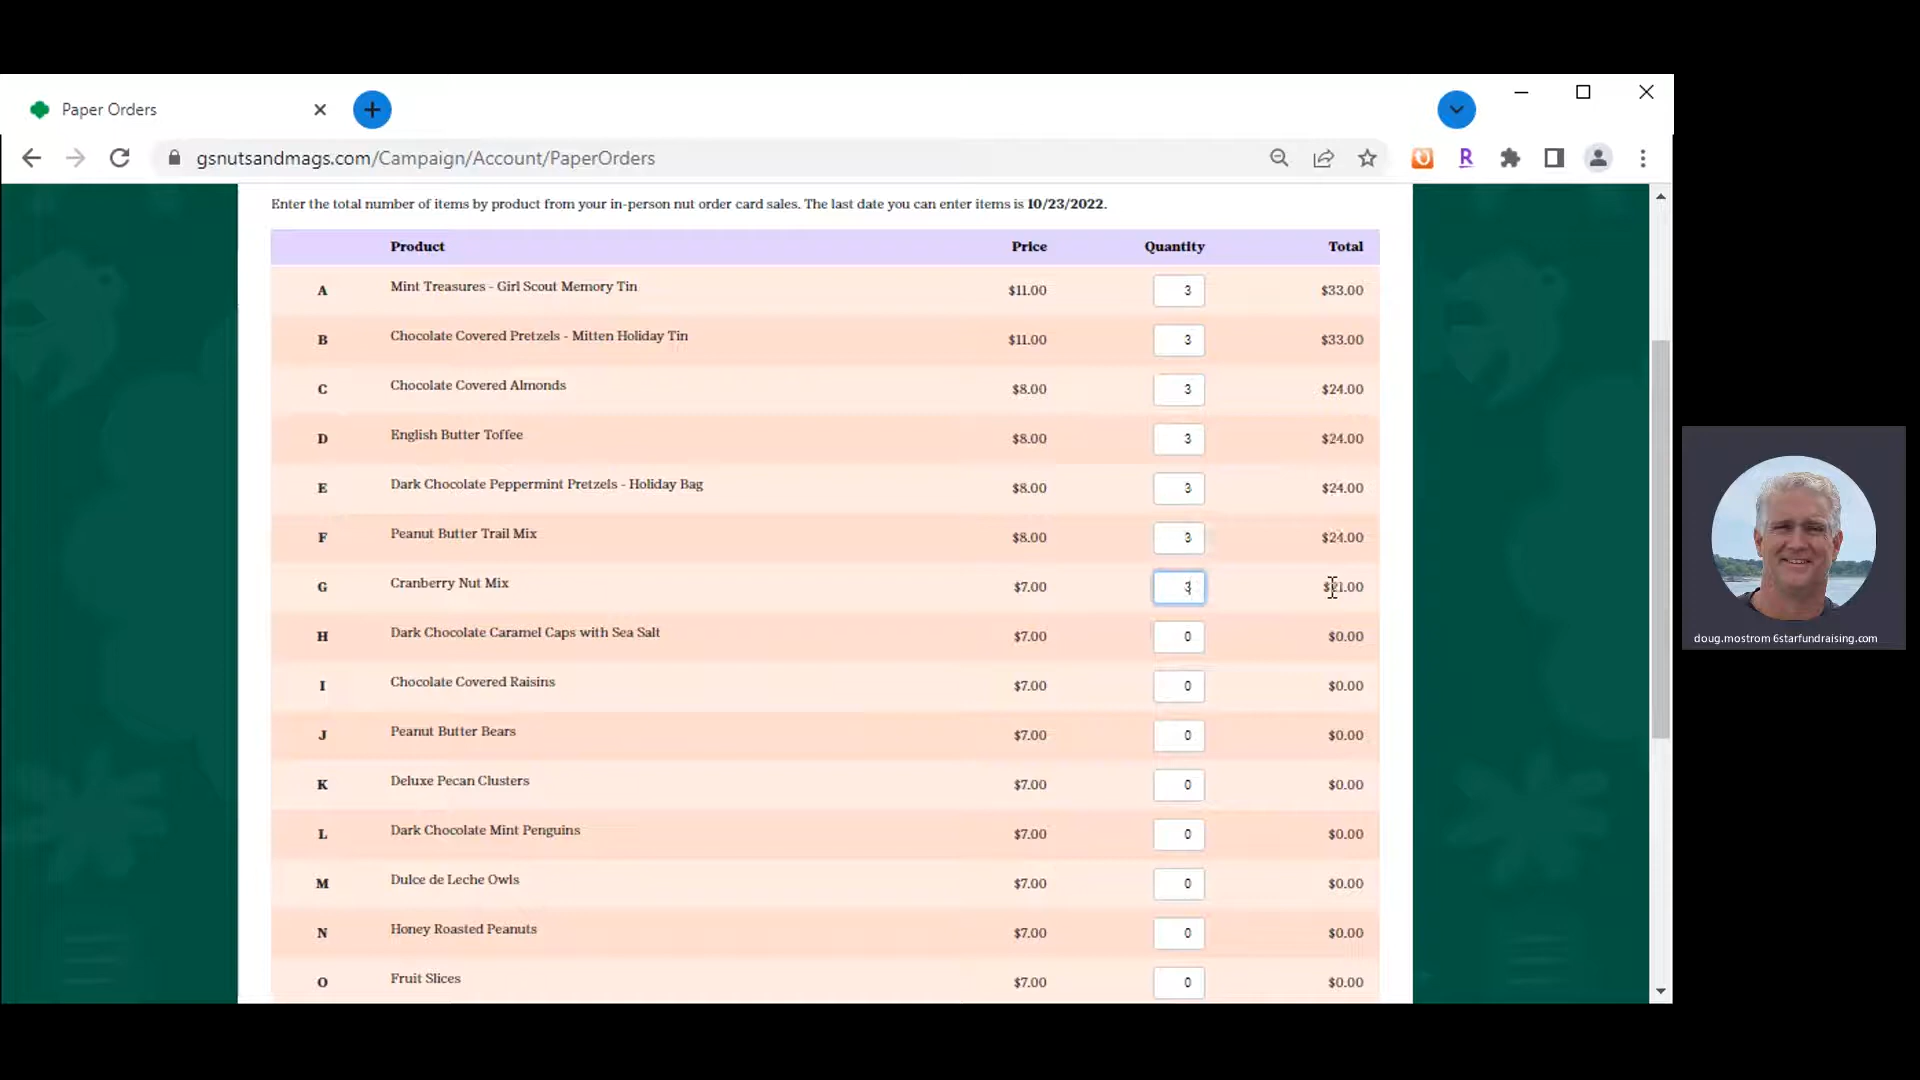 Paper Orders
gsnutsandmags.com/Campaign/Account/PaperOrders
R
Enter the total number of items by product from your in-person nut order card sales. The last date you can enter items is 10/23/2022.
Product Price Quantity Total
A Mint Treasures - Girl Scout Memory Tin $11.00 3 $33.00
B Chocolate Covered Pretzels - Mitten Holiday Tin $11.00 3 $33.00
C Chocolate Covered Almonds $8.00 3 $24.00
D English Butter Toffee $8.00 3 $24.00
E Dark Chocolate Peppermint Pretzels - Holiday Bag $8.00 3 $24.00
F Peanut Butter Trail Mix $8.00 3 $24.00
G Cranberry Nut Mix $7.00 3 $21.00
H Dark Chocolate Caramel Caps with Sea Salt $7.00 0 $0.00
I Chocolate Covered Raisins $7.00 0 $0.00
J Peanut Butter Bears $7.00 0 $0.00
K Deluxe Pecan Clusters $7.00 0 $0.00
L Dark Chocolate Mint Penguins $7.00 0 $0.00
M Dulce de Leche Owls $7.00 0 $0.00
N Honey Roasted Peanuts $7.00 0 $0.00
O Fruit Slices $7.00 0 $0.00
doug.mostrom 6starfundraising.com